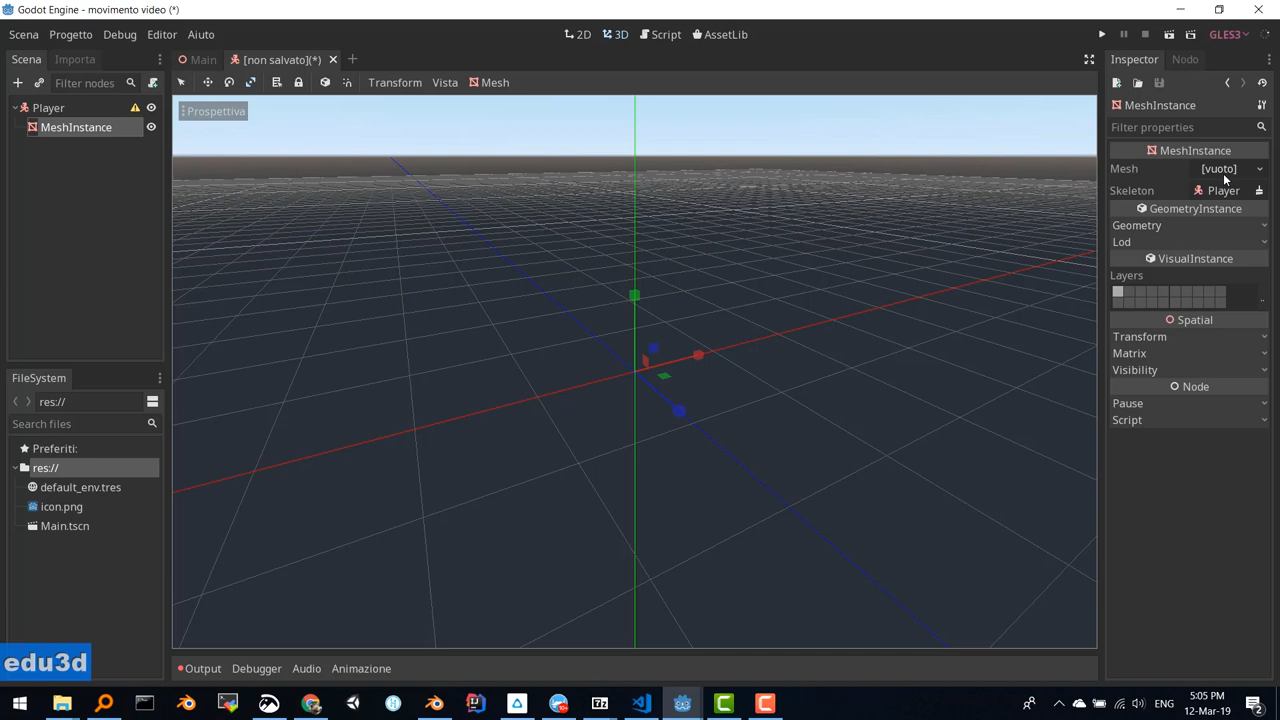 Godot Engine - movimento video (*)
Scena Progetto Debug Editor Aiuto
2D 3D Script AssetLib
GLES3
Scena Importa
Filter nodes
Player
MeshInstance
FileSystem
res://
Search files
Preferiti:
res://
default_env.tres
icon.png
Main.tscn
edu3d
Main [non salvato](*)
Transform Vista Mesh
Prospettiva
Output Debugger Audio Animazione
Inspector Nodo
MeshInstance
Filter properties
MeshInstance
Mesh [vuoto]
Skeleton Player
GeometryInstance
Geometry
Lod
VisualInstance
Layers
..
Spatial
Transform
Matrix
Visibility
Node
Pause
Script
ENG
5:05 PM
12-Mar-19
2